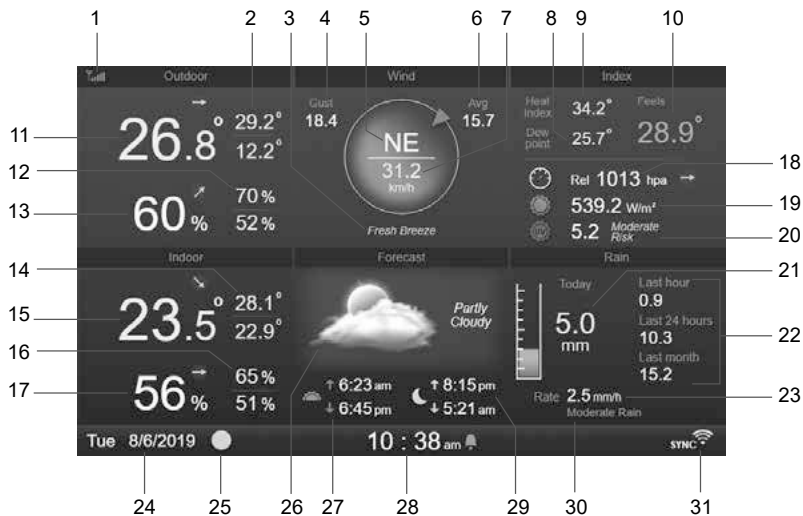 1 2 3 4 5 6 7 8 9 10
Outdoor Wind Index
26.8° 29.2° 12.2°
60% 70% 52%
Gust 18.4
Avg 15.7
NE
31.2
km/h
Fresh Breeze
Heat Index 34.2°
Dew point 25.7°
Feels 28.9°
Rel 1013 hpa
539.2 W/m²
5.2 Moderate Risk
11
12
13
14
15
16
17
18
19
20
21
22
23
Indoor Forecast Rain
23.5° 28.1° 22.9°
56% 65% 51%
Partly
Cloudy
6:23 am
6:45 pm
8:15 pm
5:21 am
Today
5.0
mm
Last hour
0.9
Last 24 hours
10.3
Last month
15.2
Rate 2.5 mm/h
Moderate Rain
Tue 8/6/2019 10 : 38 am SYNC
24 25 26 27 28 29 30 31